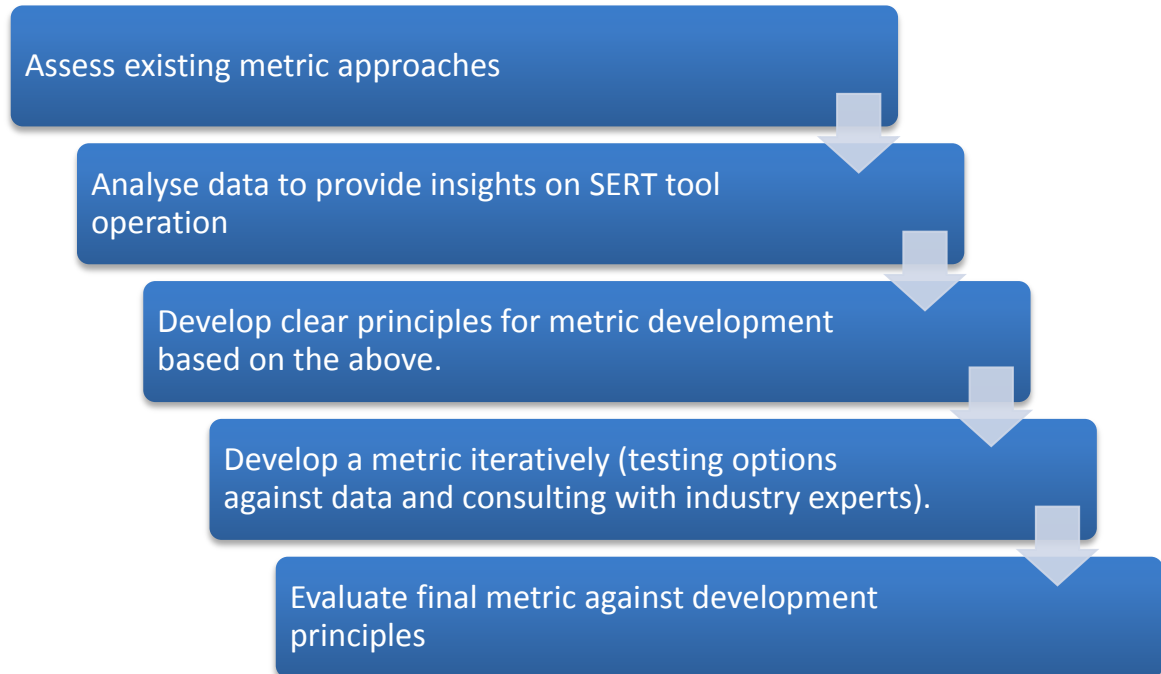 Assess existing metric approaches
Analyse data to provide insights on SERT tool
operation
Develop clear principles for metric development
based on the above.
Develop a metric iteratively (testing options
against data and consulting with industry experts).
Evaluate final metric against development
principles